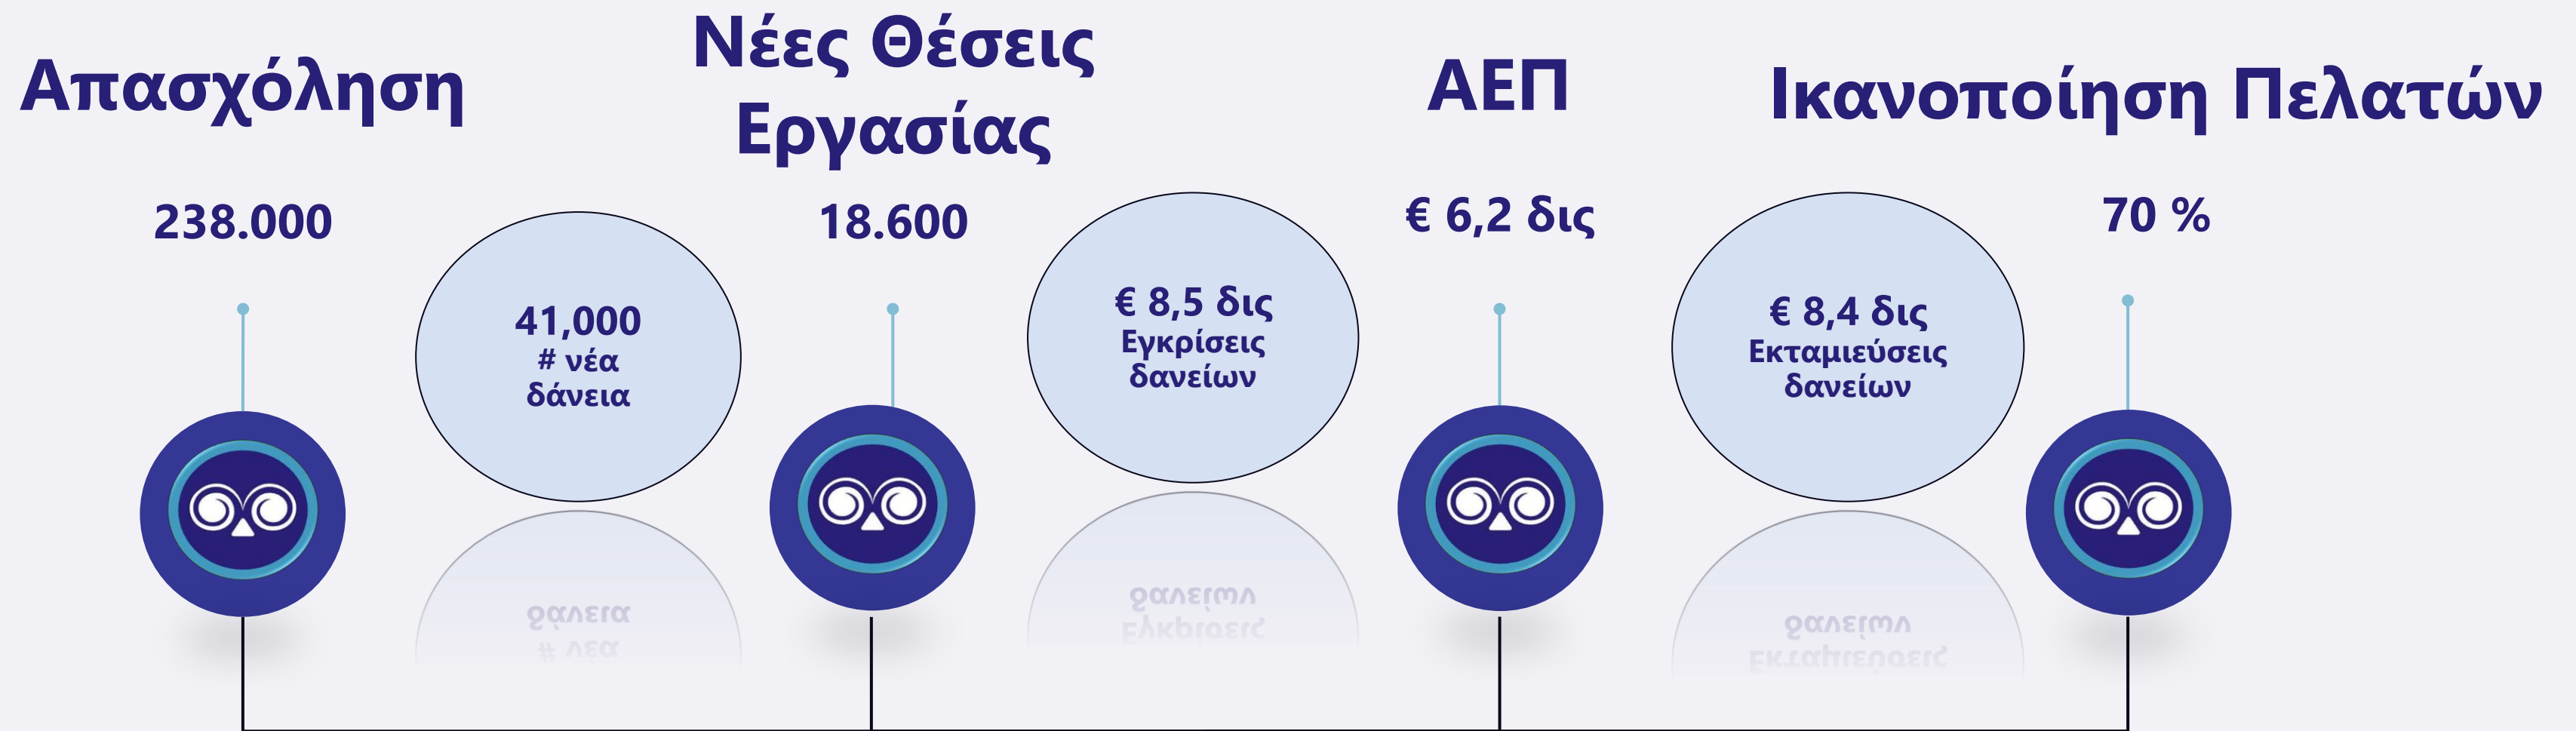 Απασχόληση
238.000
41,000
# νέα
δάνεια
Νέες Θέσεις
Εργασίας
18.600
€ 8,5 δις
Εγκρίσεις
δανείων
ΑΕΠ
€ 6,2 δις
€ 8,4 δις
Εκταμιεύσεις
δανείων
Ικανοποίηση Πελατών
70 %